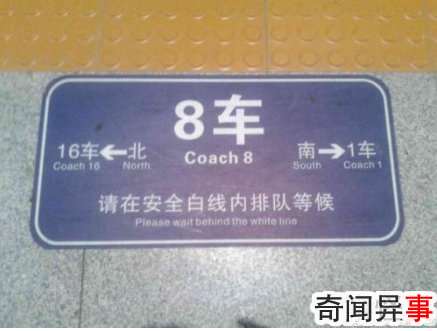 8车
Coach 8
16车←北 南→1车
Coach 16 North South Coach 1
请在安全白线内排队等候
Please wait behind the white line
奇闻异事